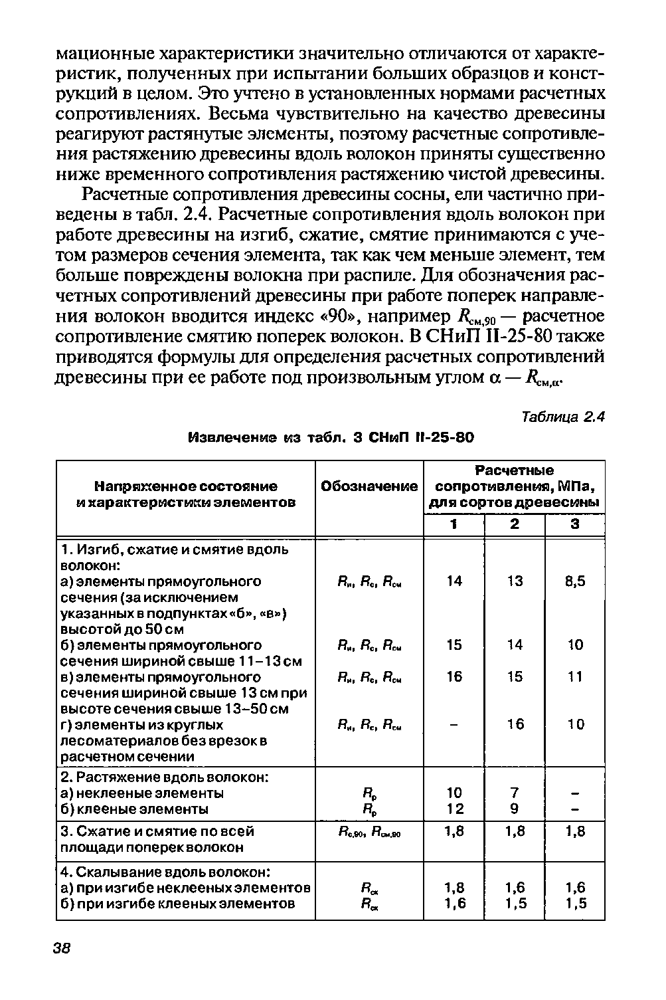 мационные характеристики значительно отличаются от характе-
ристик, полученных при испытании больших образцов и конст-
рукций в целом. Это учтено в установленных нормами расчетных
сопротивлениях. Весьма чувствительно на качество древесины
реагируют растянутые элементы, поэтому расчетные сопротивле-
ния растяжению древесины вдоль волокон приняты существенно
ниже временного сопротивления растяжению чистой древесины.
Расчетные сопротивления древесины сосны, ели частично при-
ведены в табл. 2.4. Расчетные сопротивления вдоль волокон при
работе древесины на изгиб, сжатие, смятие принимаются с уче-
том размеров сечения элемента, так как чем меньше элемент, тем
больше повреждены волокна при распиле. Для обозначения рас-
четных сопротивлений древесины при работе поперек направле-
ния волокон вводится индекс «90», например Rсм,90 — расчетное
сопротивление смятию поперек волокон. В СНиП II-25-80 также
приводятся формулы для определения расчетных сопротивлений
древесины при ее работе под произвольным углом α — Rсм,α.
Таблица 2.4
Извлечение из табл. 3 СНиП II-25-80
Напряженное состояние
и характеристики элементов
Обозначение
Расчетные
сопротивления, МПа,
для сортов древесины
1 2 3
1. Изгиб, сжатие и смятие вдоль
волокон:
а) элементы прямоугольного Rи, Rс, Rсм 14 13 8,5
сечения (за исключением
указанных в подпунктах «б», «в»)
высотой до 50 см
б) элементы прямоугольного Rи, Rс, Rсм 15 14 10
сечения шириной свыше 11–13 см
в) элементы прямоугольного Rи, Rс, Rсм 16 15 11
сечения шириной свыше 13 см при
высоте сечения свыше 13–50 см
г) элементы из круглых Rи, Rс, Rсм – 16 10
лесоматериалов без врезок в
расчетном сечении
2. Растяжение вдоль волокон:
а) неклееные элементы Rр 10 7 –
б) клееные элементы Rр 12 9 –
3. Сжатие и смятие по всей Rс,90, Rсм,90 1,8 1,8 1,8
площади поперек волокон
4. Скалывание вдоль волокон:
а) при изгибе неклееных элементов Rск 1,8 1,6 1,6
б) при изгибе клееных элементов Rск 1,6 1,5 1,5
38